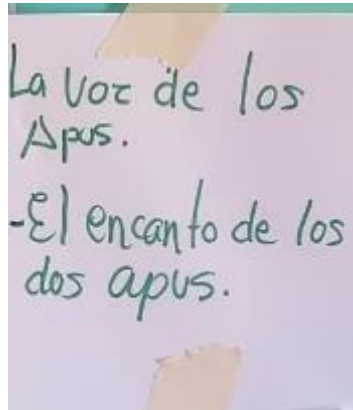 La voz de los
Apus.
-El encanto de los
dos apus.